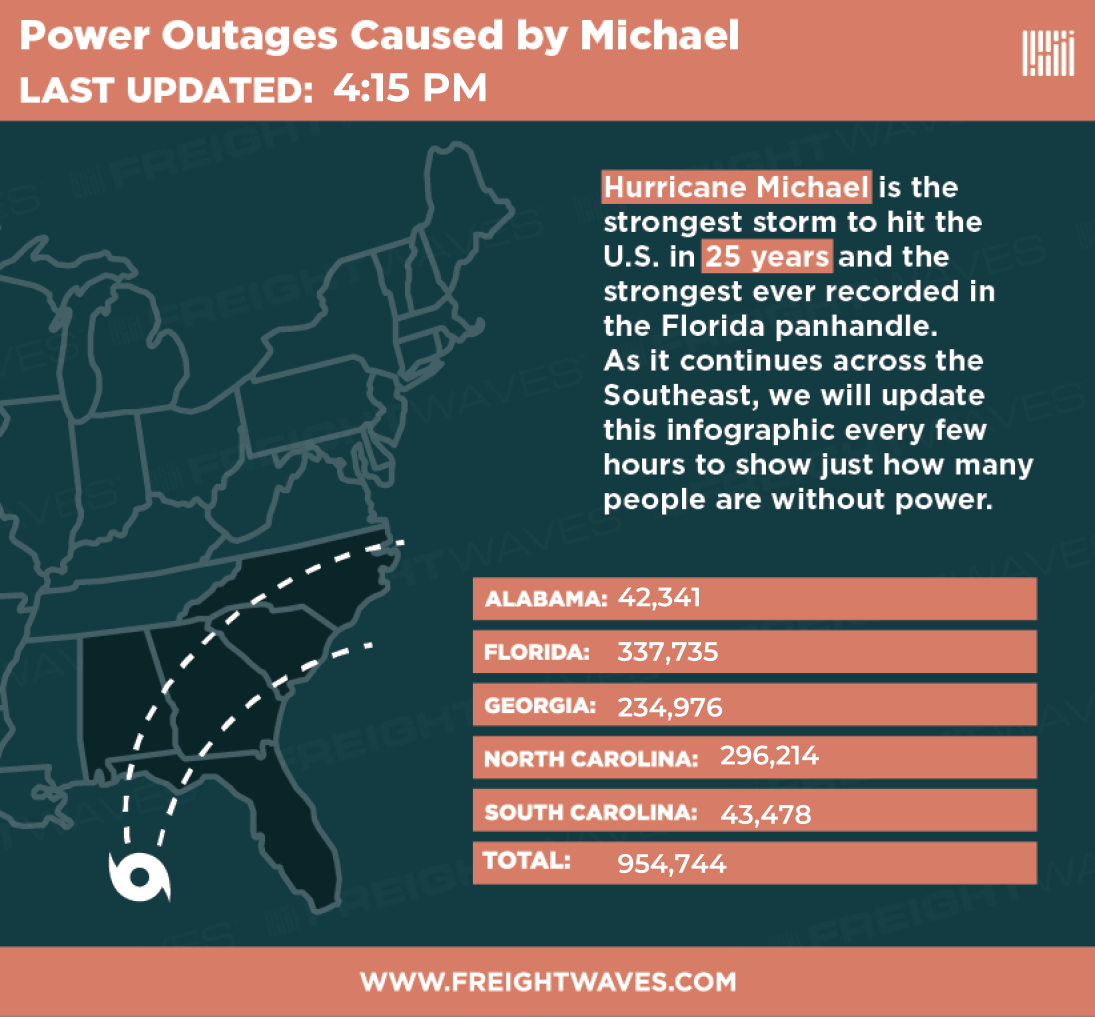 Power Outages Caused by Michael
LAST UPDATED: 4:15 PM
Hurricane Michael is the
strongest storm to hit the
U.S. in 25 years and the
strongest ever recorded in
the Florida panhandle.
As it continues across the
Southeast, we will update
this infographic every few
hours to show just how many
people are without power.
ALABAMA: 42,341
FLORIDA: 337,735
GEORGIA: 234,976
NORTH CAROLINA: 296,214
SOUTH CAROLINA: 43,478
TOTAL: 954,744
WWW.FREIGHTWAVES.COM